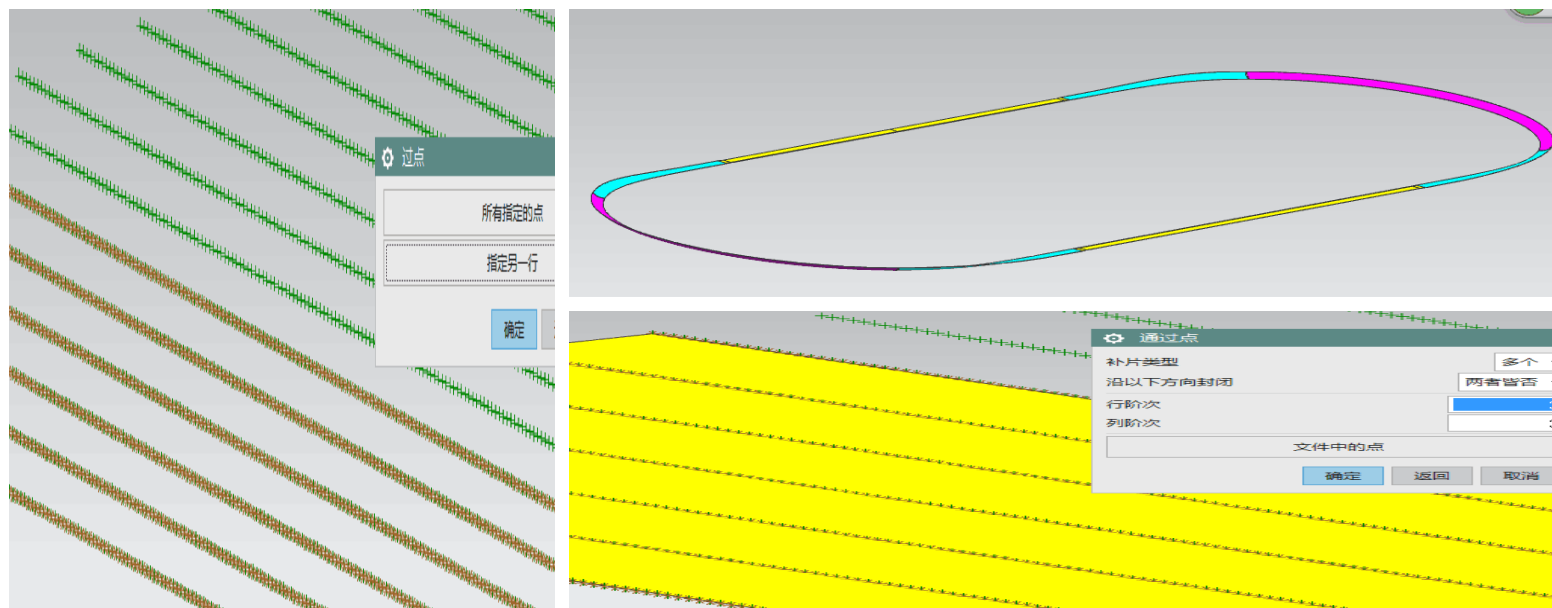 过点
所有指定的点
指定另一行
确定
通过点
补片类型 多个
沿以下方向封闭 两者皆否
行阶次
列阶次
文件中的点
确定 返回 取消